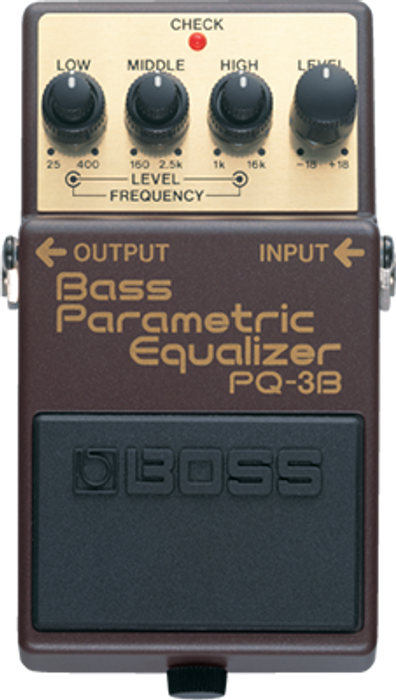 CHECK
LOW MIDDLE HIGH LEVEL
25 400 160 2.5k 1k 16k -18 +18
LEVEL
FREQUENCY
OUTPUT INPUT
Bass
Parametric
Equalizer
PQ-3B
BOSS